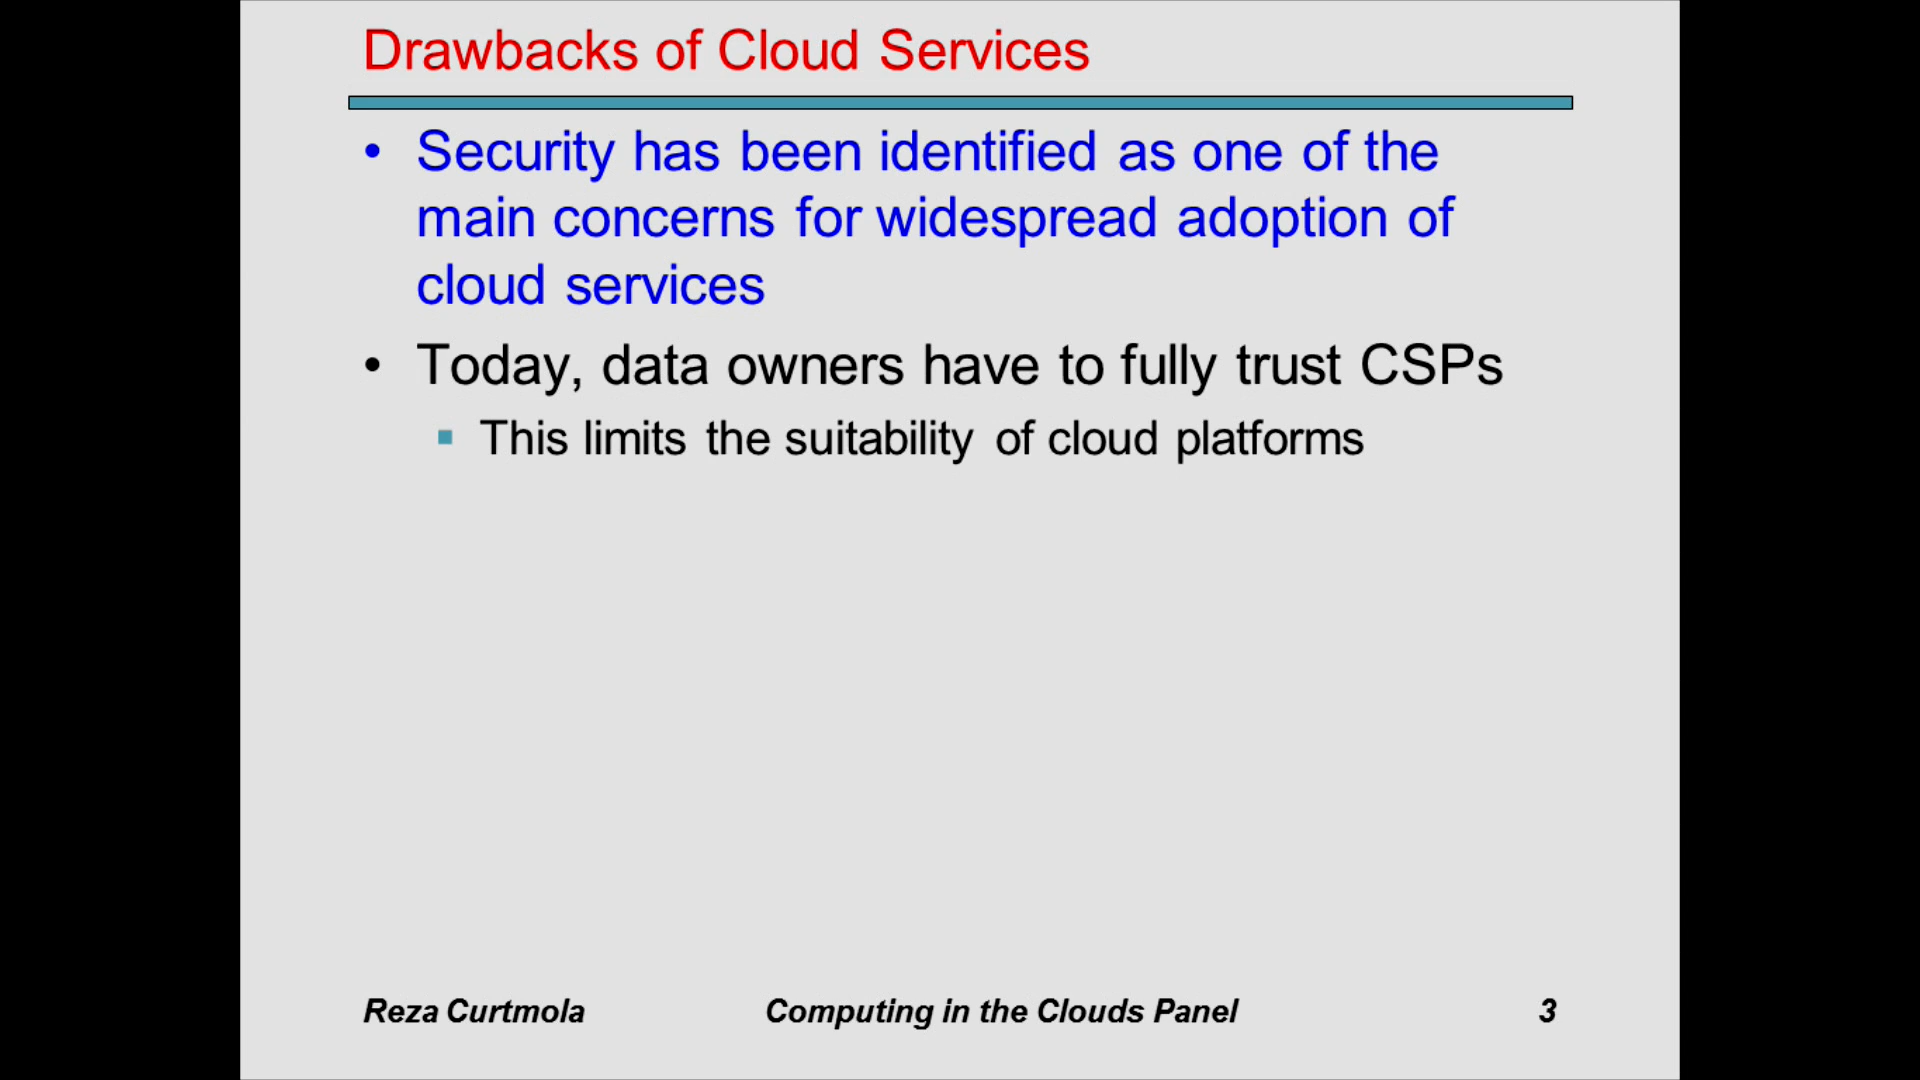 Drawbacks of Cloud Services
• Security has been identified as one of the
main concerns for widespread adoption of
cloud services
• Today, data owners have to fully trust CSPs
▪ This limits the suitability of cloud platforms
Reza Curtmola Computing in the Clouds Panel 3